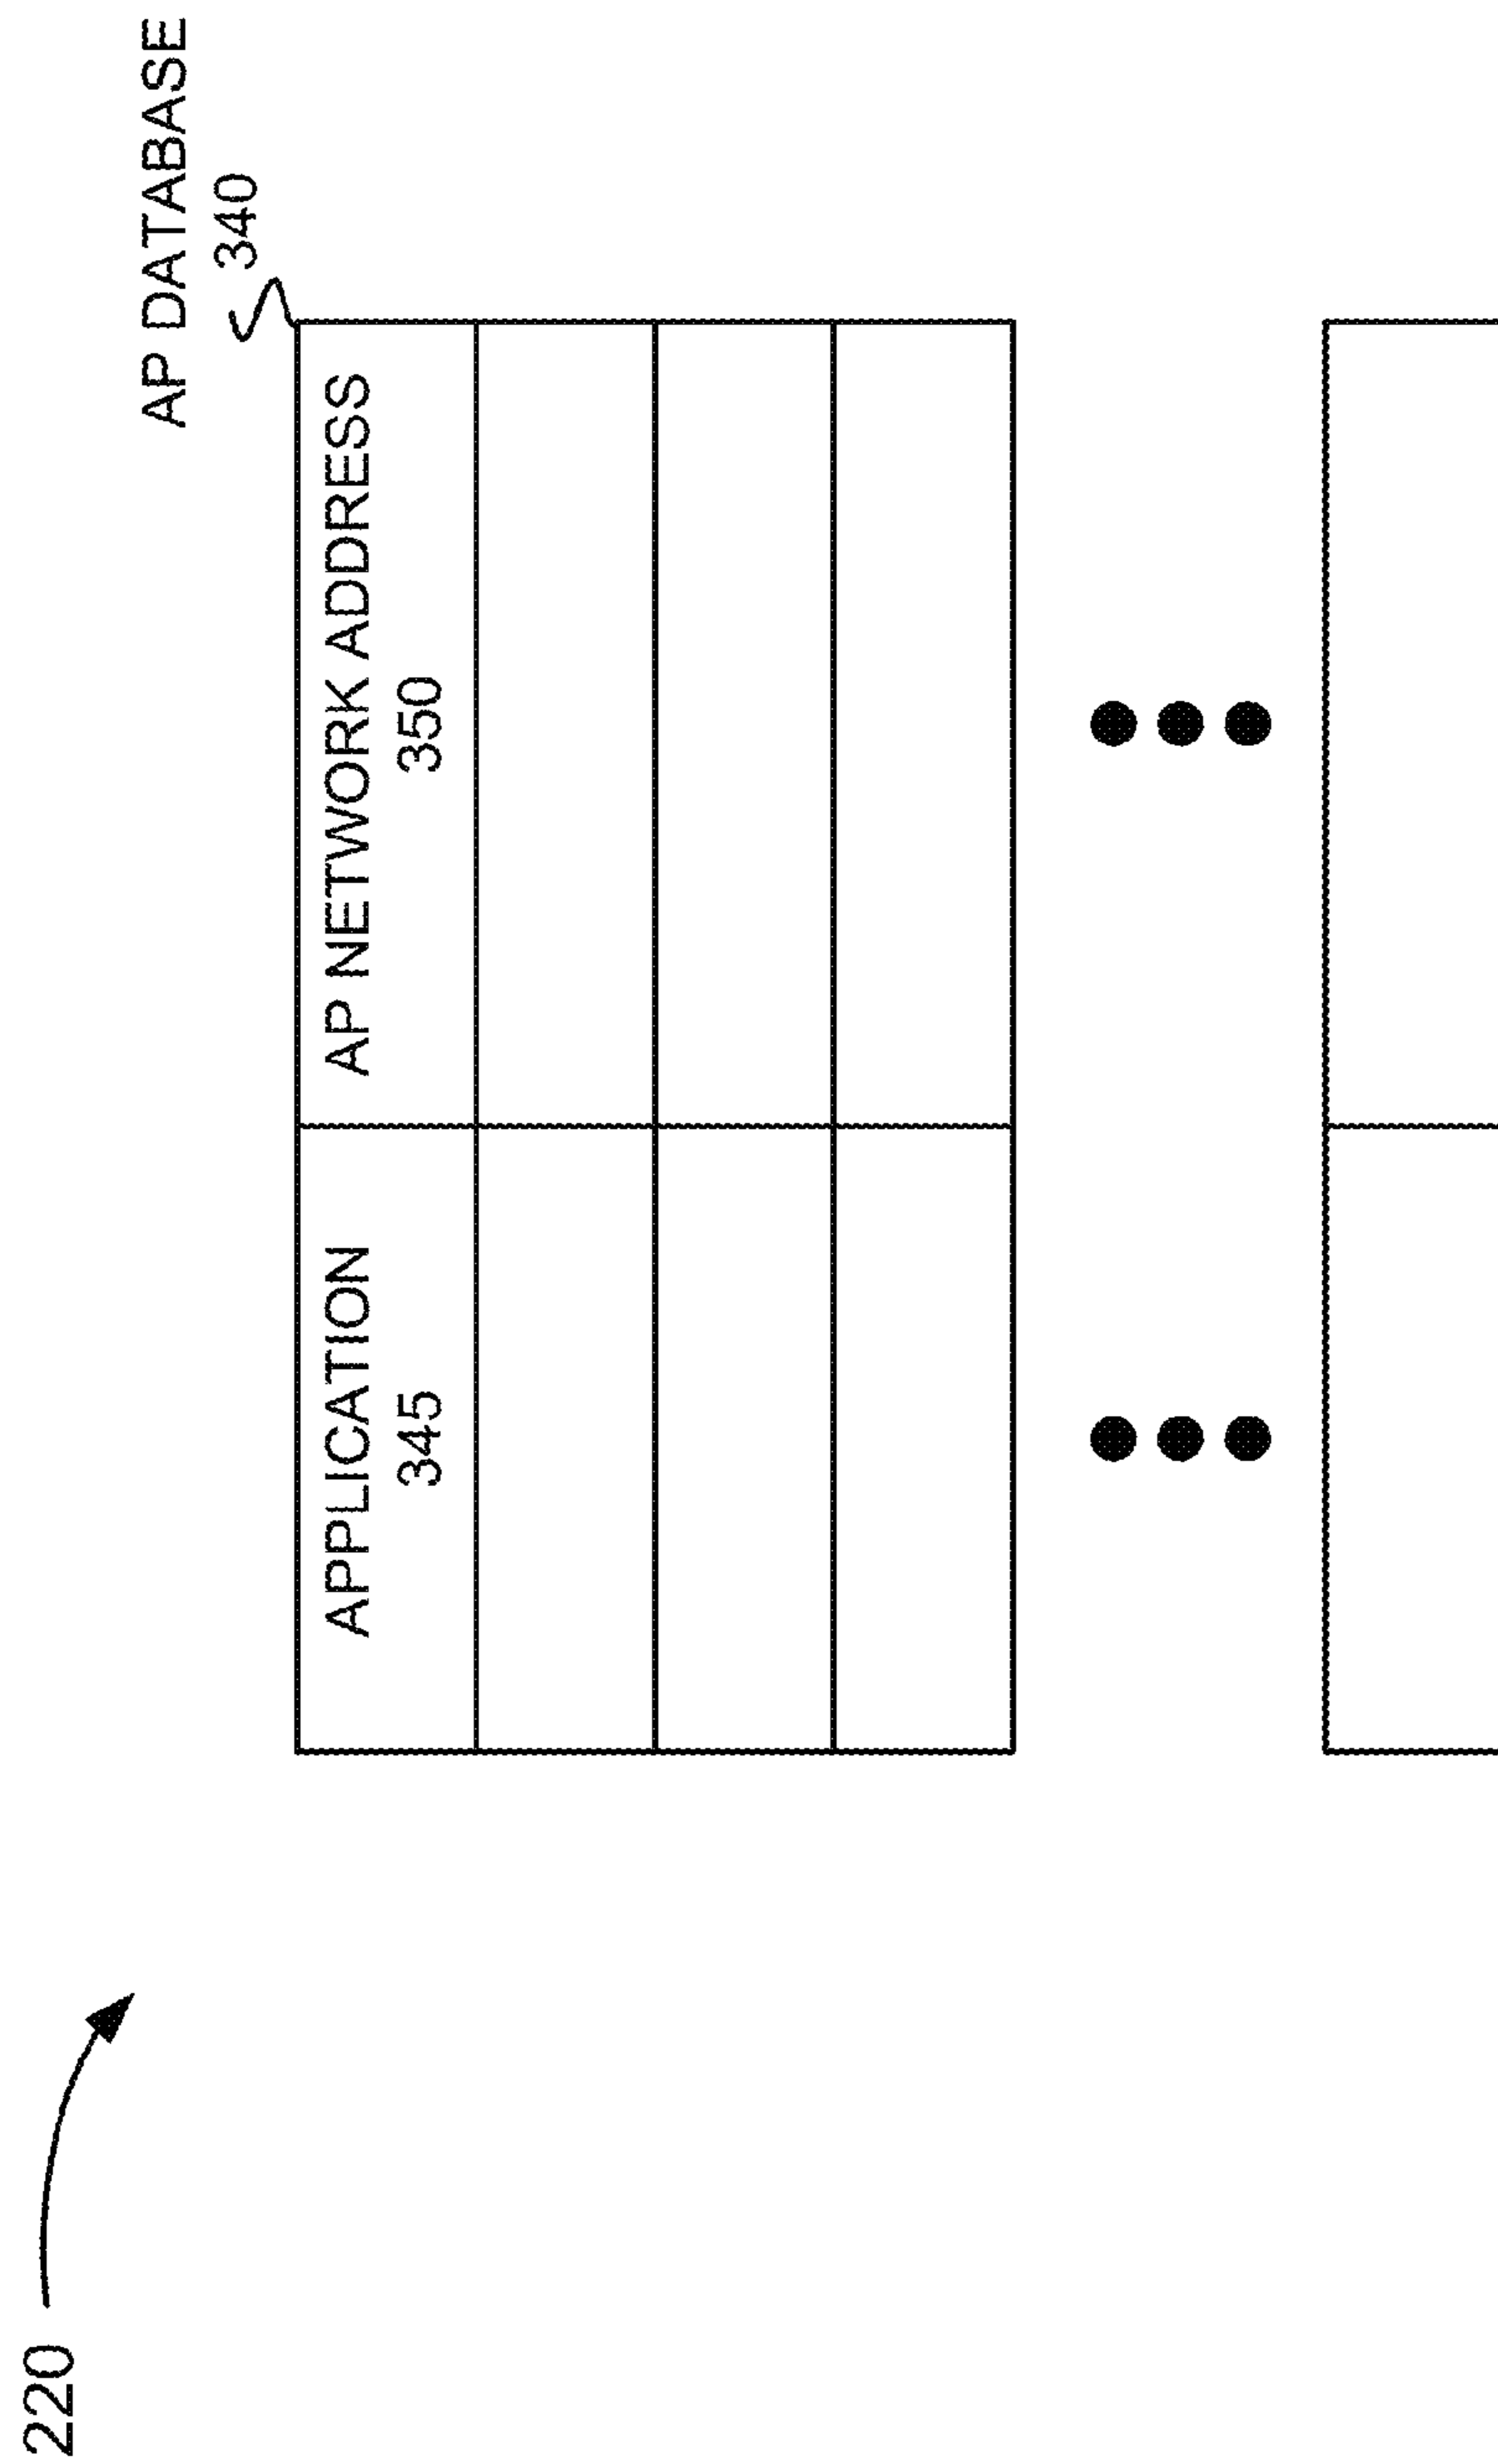 220
AP DATABASE
340
APPLICATION
345
AP NETWORK ADDRESS
350